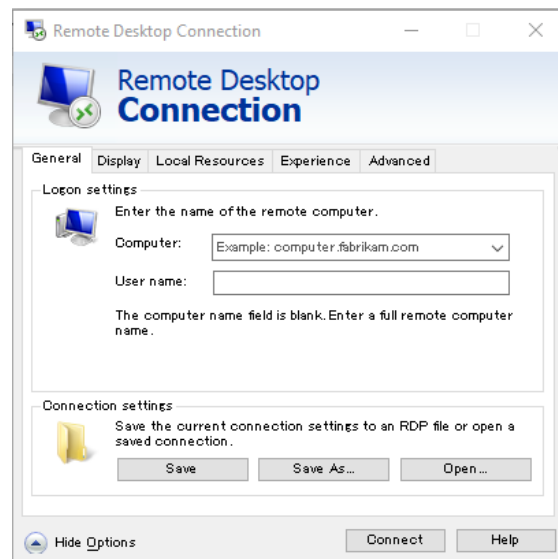 Remote Desktop Connection
Remote Desktop
Connection
General Display Local Resources Experience Advanced
Logon settings
Enter the name of the remote computer.
Computer: Example: computer.fabrikam.com
User name:
The computer name field is blank. Enter a full remote computer
name.
Connection settings
Save the current connection settings to an RDP file or open a
saved connection.
Save Save As... Open...
Hide Options Connect Help